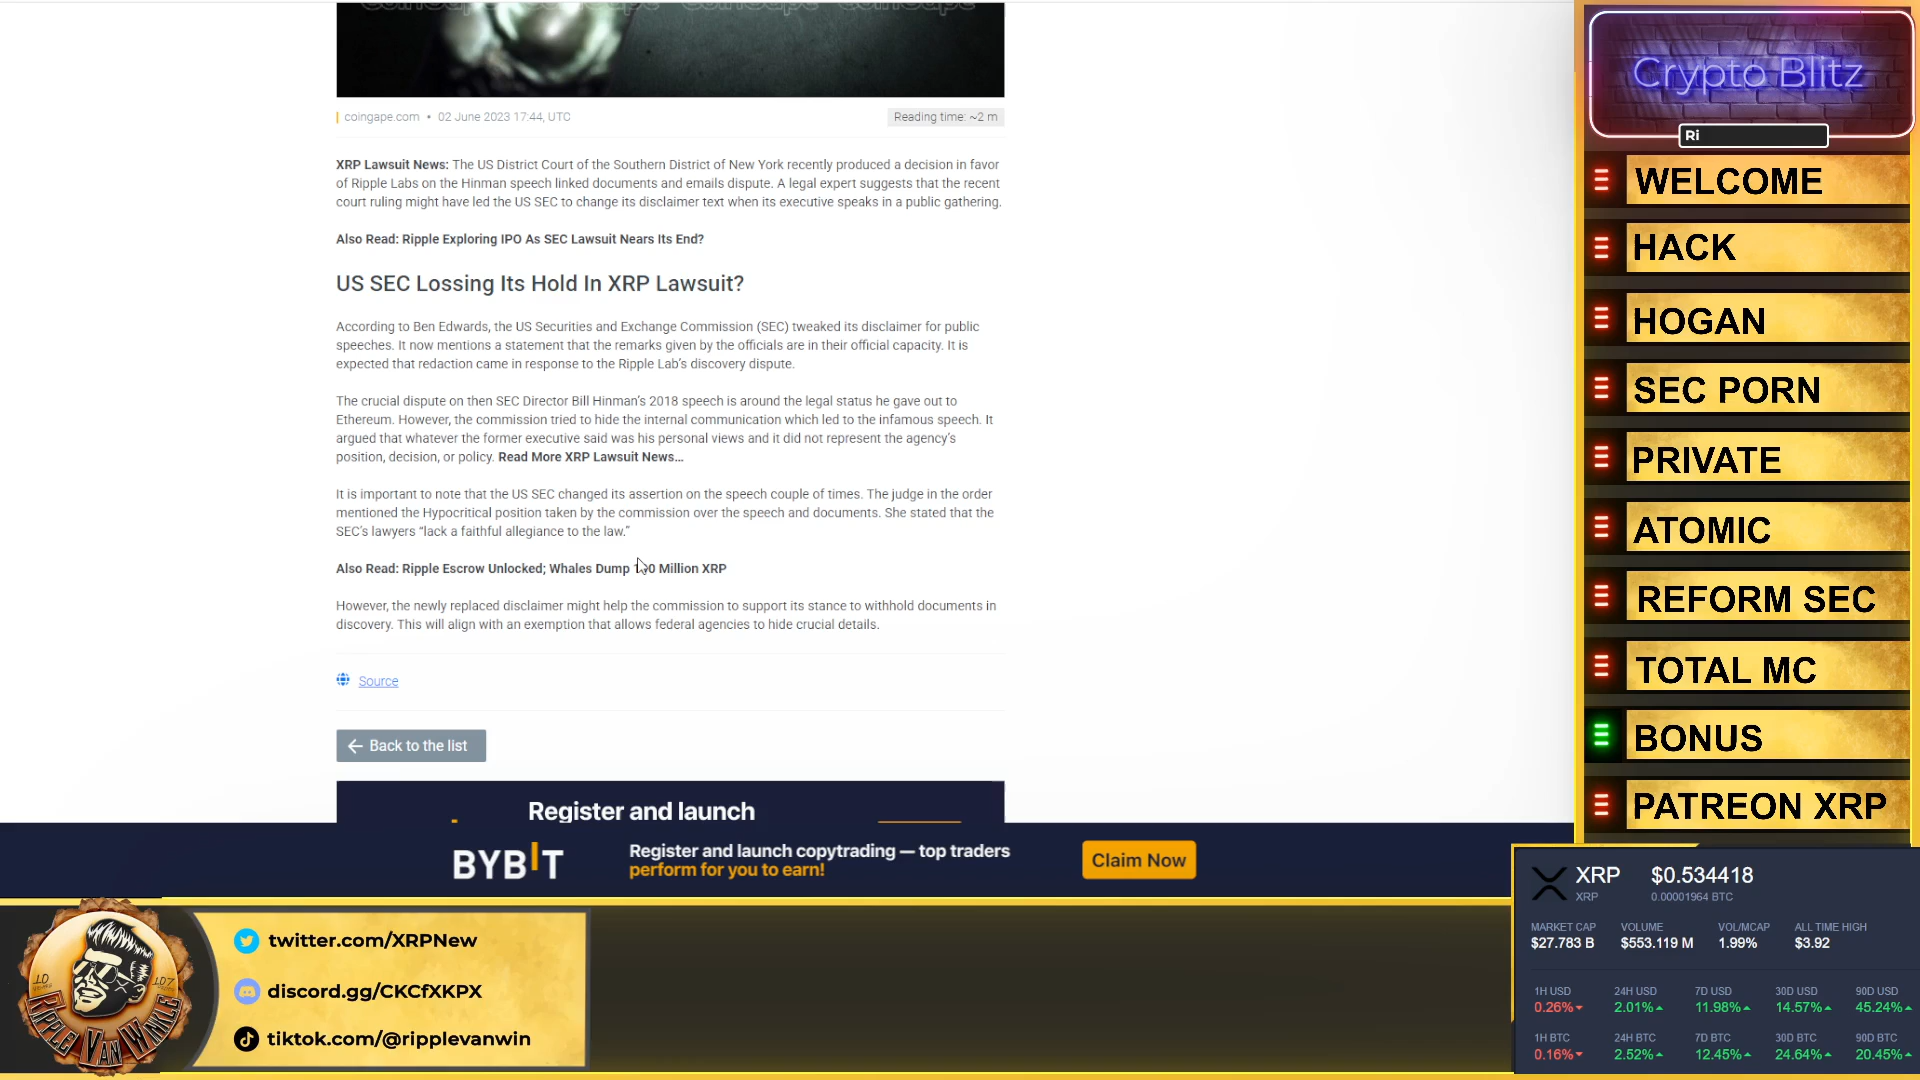 CoinGape CoinGape CoinGape CoinGape
coingape.com • 02 June 2023 17:44, UTC
Reading time: ~2 m
XRP Lawsuit News: The US District Court of the Southern District of New York recently produced a decision in favor
of Ripple Labs on the Hinman speech linked documents and emails dispute. A legal expert suggests that the recent
court ruling might have led the US SEC to change its disclaimer text when its executive speaks in a public gathering.
Also Read: Ripple Exploring IPO As SEC Lawsuit Nears Its End?
US SEC Lossing Its Hold In XRP Lawsuit?
According to Ben Edwards, the US Securities and Exchange Commission (SEC) tweaked its disclaimer for public
speeches. It now mentions a statement that the remarks given by the officials are in their official capacity. It is
expected that redaction came in response to the Ripple Lab's discovery dispute.
The crucial dispute on then SEC Director Bill Hinman's 2018 speech is around the legal status he gave out to
Ethereum. However, the commission tried to hide the internal communication which led to the infamous speech. It
argued that whatever the former executive said was his personal views and it did not represent the agency's
position, decision, or policy. Read More XRP Lawsuit News...
It is important to note that the US SEC changed its assertion on the speech couple of times. The judge in the order
mentioned the Hypocritical position taken by the commission over the speech and documents. She stated that the
SEC's lawyers "lack a faithful allegiance to the law."
Also Read: Ripple Escrow Unlocked; Whales Dump Million XRP
However, the newly replaced disclaimer might help the commission to support its stance to withhold documents in
discovery. This will align with an exemption that allows federal agencies to hide crucial details.
Source
Back to the list
Register and launch
BYBIT
Register and launch copytrading — top traders
perform for you to earn!
Claim Now
Crypto Blitz
Ri
WELCOME
HACK
HOGAN
SEC PORN
PRIVATE
ATOMIC
REFORM SEC
TOTAL MC
BONUS
PATREON XRP
XRP $0.534418
XRP 0.00001964 BTC
MARKET CAP VOLUME VOL/MCAP ALL TIME HIGH
$27.783 B $553.119 M 1.99% $3.92
1H USD 24H USD 7D USD 30D USD 90D USD
0.26% 2.01% 11.98% 14.57% 45.24%
1H BTC 24H BTC 7D BTC 30D BTC 90D BTC
0.16% 2.52% 12.45% 24.64% 20.45%
10 107
RIPPLE VAN WINKLE
twitter.com/XRPNew
discord.gg/CKCfXKPX
tiktok.com/@ripplevanwin